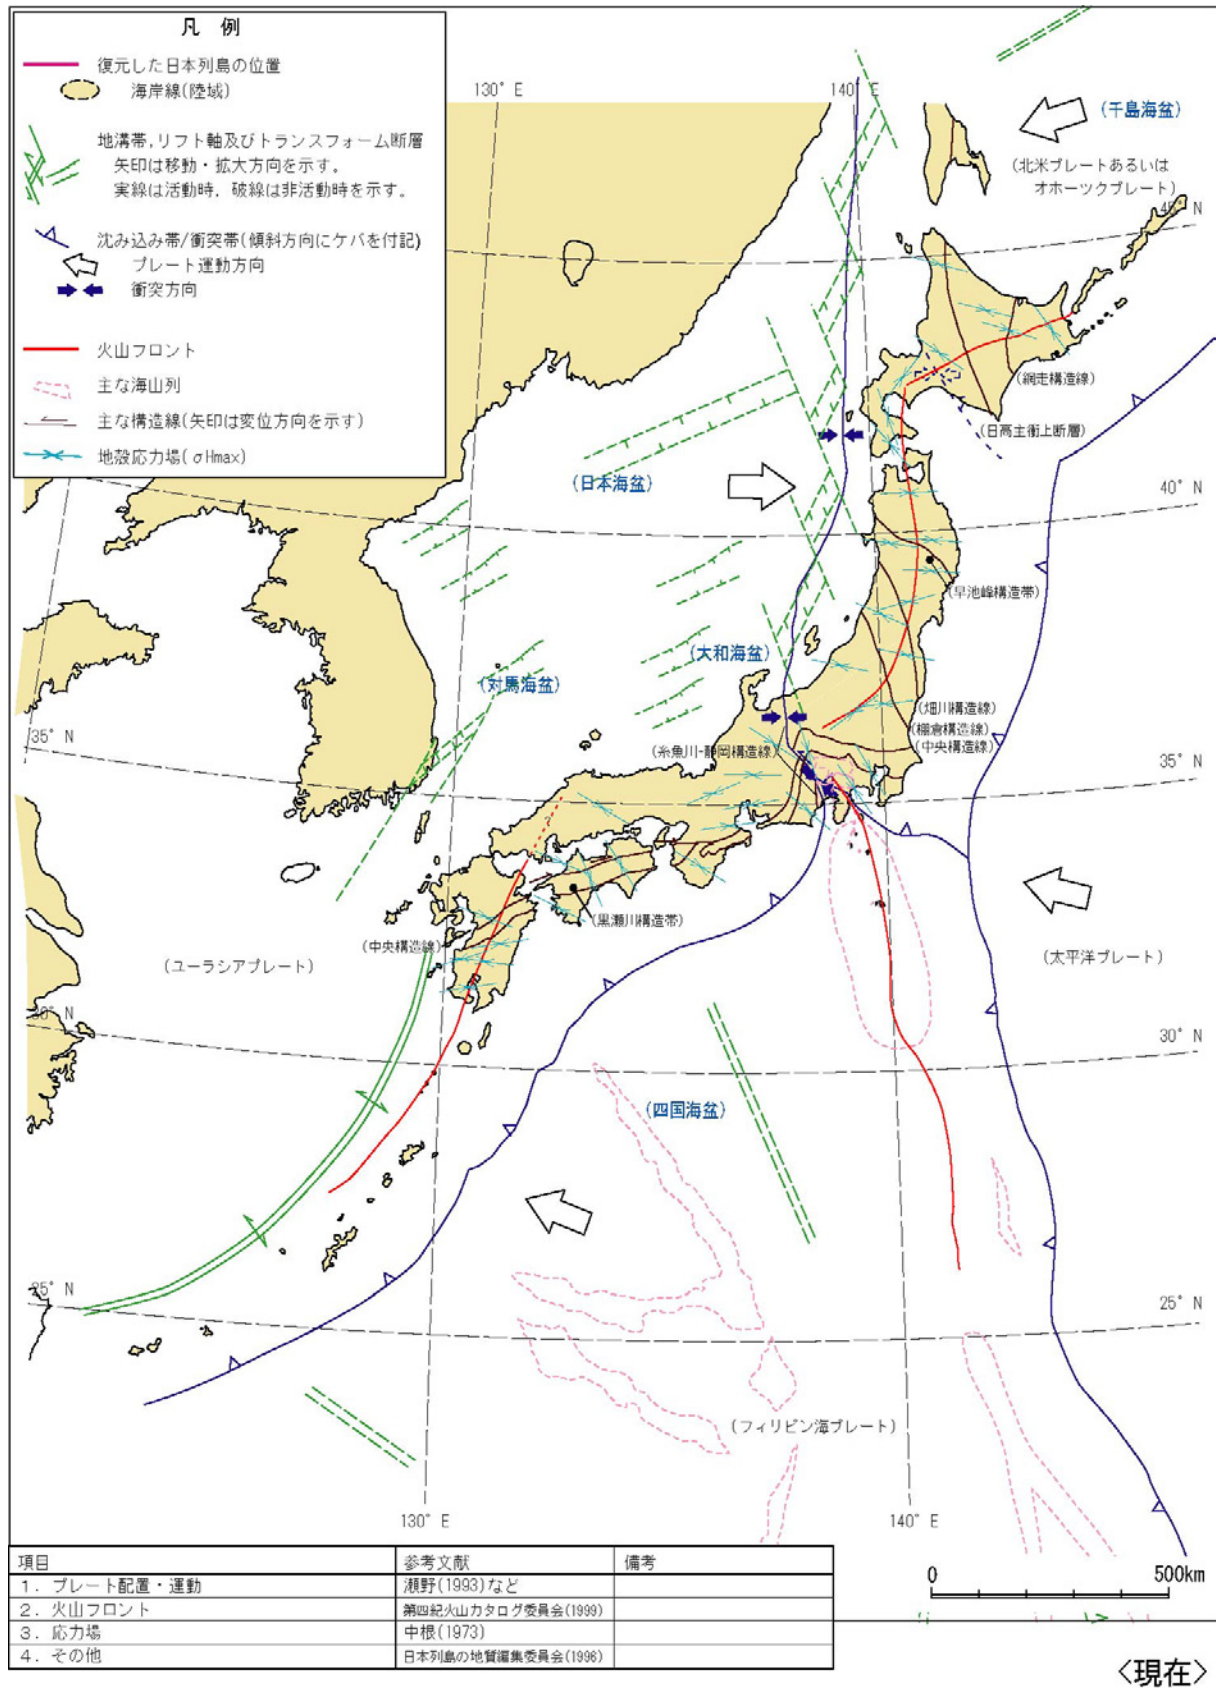 凡 例
復元した日本列島の位置
海岸線(陸域)
地溝帯,リフト軸及びトランスフォーム断層
矢印は移動・拡大方向を示す。
実線は活動時、破線は非活動時を示す。
沈み込み帯/衝突帯(傾斜方向にケバを付記)
プレート運動方向
衝突方向
火山フロント
主な海山列
主な構造線(矢印は変位方向を示す)
地殻応力場(σHmax)
130° E
140° E
(千島海盆)
(北米プレートあるいは
オホーツクプレート)
45° N
(網走構造線)
(日高主衝上断層)
(日本海盆)
40° N
(早池峰構造帯)
(大和海盆)
(対馬海盆)
(畑川構造線)
(棚倉構造線)
(中央構造線)
(糸魚川-静岡構造線)
35° N
35° N
(黒瀬川構造帯)
(中央構造線)
(ユーラシアプレート)
(太平洋プレート)
30° N
30° N
(四国海盆)
25° N
25° N
(フィリピン海プレート)
130° E
140° E
項目 参考文献 備考
1. プレート配置・運動 瀬野(1993)など
2. 火山フロント 第四紀火山カタログ委員会(1999)
3. 応力場 中根(1973)
4. その他 日本列島の地質編集委員会(1996)
0 500km
〈現在〉